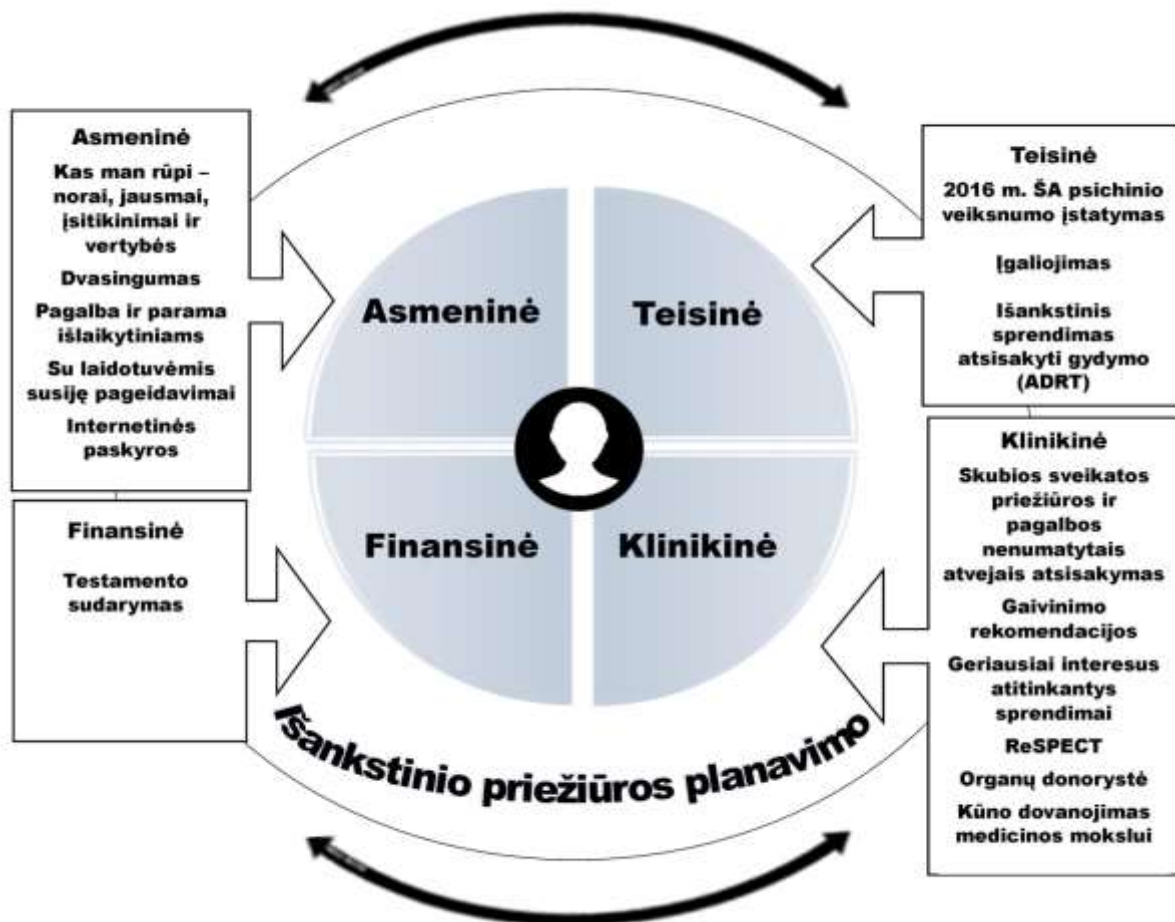 Asmeninė
Kas man rūpi –
norai, jausmai,
įsitikinimai ir
vertybės
Dvasingumas
Pagalba ir parama
išlaikytiniams
Su laidotuvėmis
susiję pageidavimai
Internetinės
paskyros
Finansinė
Testamento
sudarymas
Asmeninė
Teisinė
Finansinė
Klinikinė
Išankstinio priežiūros planavimo
Teisinė
2016 m. ŠA psichinio
veiksnumo įstatymas
Įgaliojimas
Išankstinis
sprendimas
atsisakyti gydymo
(ADRT)
Klinikinė
Skubios sveikatos
priežiūros ir
pagalbos
nenumatytais
atvejais atsisakymas
Gaivinimo
rekomendacijos
Geriausiai interesus
atitinkantys
sprendimai
ReSPECT
Organų donorystė
Kūno dovanojimas
medicinos mokslui